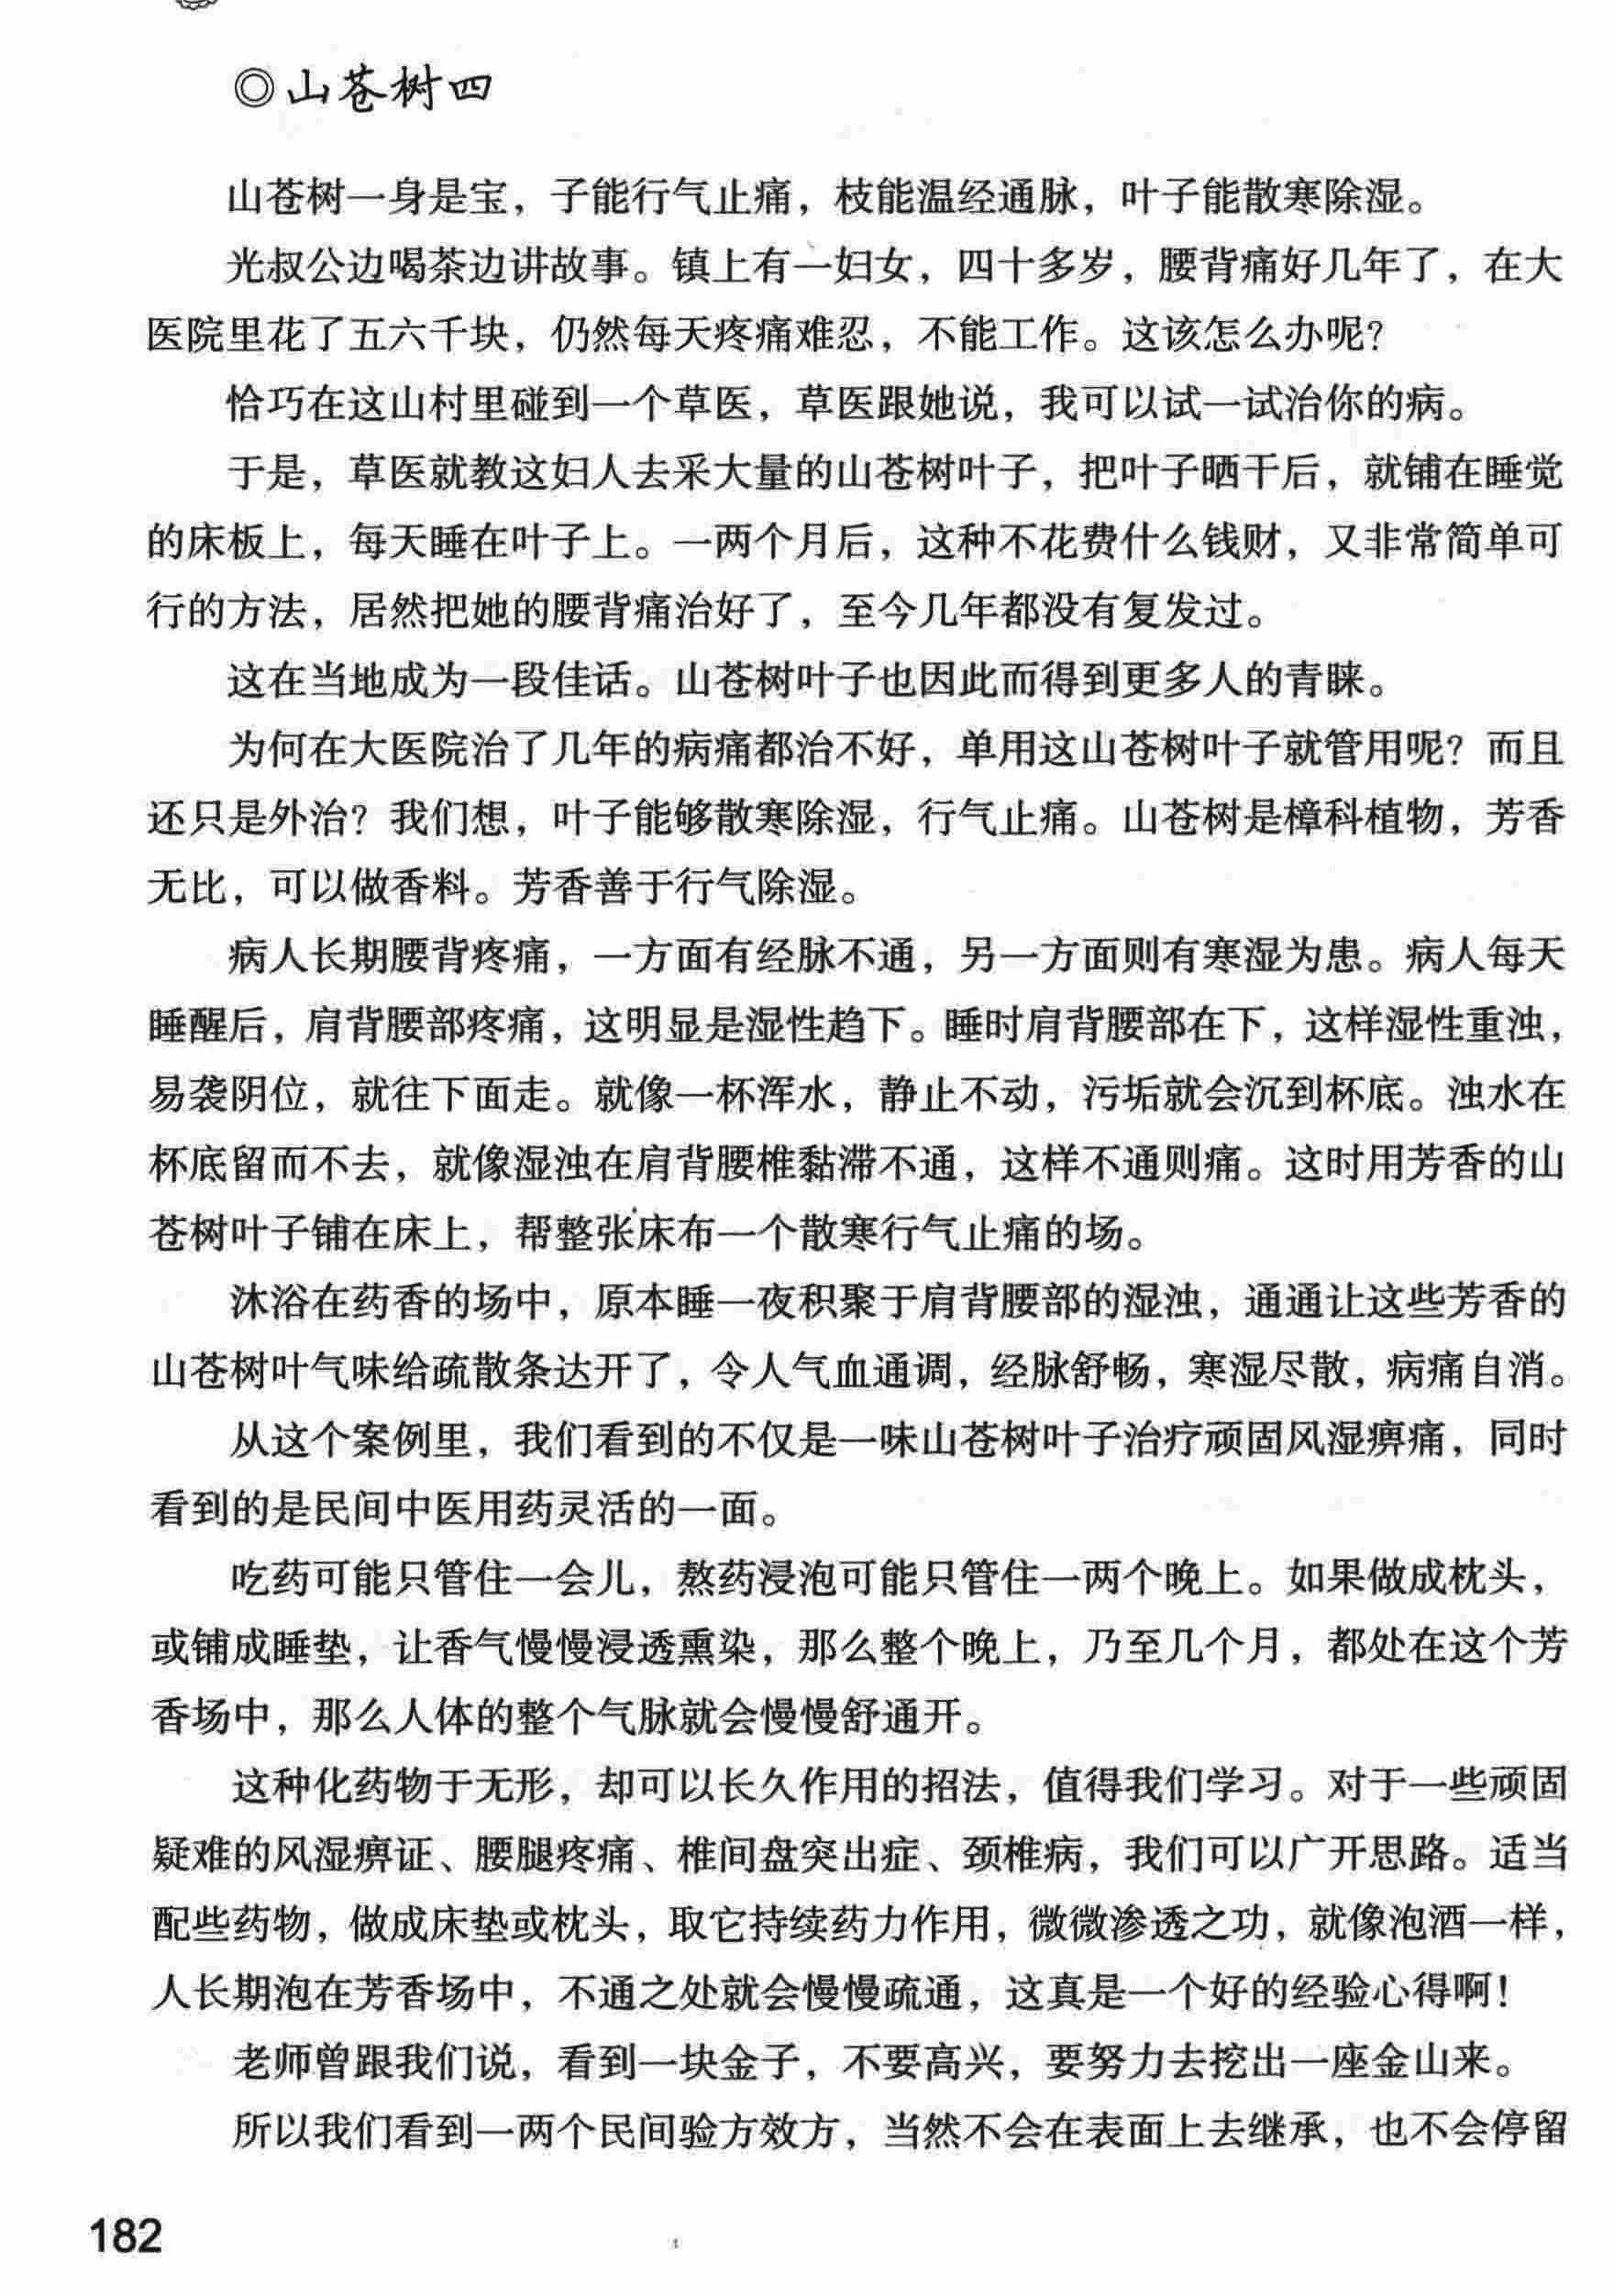 ◎山苍树四
山苍树一身是宝，子能行气止痛，枝能温经通脉，叶子能散寒除湿。
光叔公边喝茶边讲故事。镇上有一妇女，四十多岁，腰背痛好几年了，在大
医院里花了五六千块，仍然每天疼痛难忍，不能工作。这该怎么办呢？
恰巧在这山村里碰到一个草医，草医跟她说，我可以试一试治你的病。
于是，草医就教这妇人去采大量的山苍树叶子，把叶子晒干后，就铺在睡觉
的床板上，每天睡在叶子上。一两个月后，这种不花费什么钱财，又非常简单可
行的方法，居然把她的腰背痛治好了，至今几年都没有复发过。
这在当地成为一段佳话。山苍树叶子也因此而得到更多人的青睐。
为何在大医院治了几年的病痛都治不好，单用这山苍树叶子就管用呢？而且
还只是外治？我们想，叶子能够散寒除湿，行气止痛。山苍树是樟科植物，芳香
无比，可以做香料。芳香善于行气除湿。
病人长期腰背疼痛，一方面有经脉不通，另一方面则有寒湿为患。病人每天
睡醒后，肩背腰部疼痛，这明显是湿性趋下。睡时肩背腰部在下，这样湿性重浊，
易袭阴位，就往下面走。就像一杯浑水，静止不动，污垢就会沉到杯底。浊水在
杯底留而不去，就像湿浊在肩背腰椎黏滞不通，这样不通则痛。这时用芳香的山
苍树叶子铺在床上，帮整张床布一个散寒行气止痛的场。
沐浴在药香的场中，原本睡一夜积聚于肩背腰部的湿浊，通通让这些芳香的
山苍树叶气味给疏散条达开了，令人气血通调，经脉舒畅，寒湿尽散，病痛自消。
从这个案例里，我们看到的不仅是一味山苍树叶子治疗顽固风湿痹痛，同时
看到的是民间中医用药灵活的一面。
吃药可能只管住一会儿，熬药浸泡可能只管住一两个晚上。如果做成枕头，
或铺成睡垫，让香气慢慢浸透熏染，那么整个晚上，乃至几个月，都处在这个芳
香场中，那么人体的整个气脉就会慢慢舒通开。
这种化药物于无形，却可以长久作用的招法，值得我们学习。对于一些顽固
疑难的风湿痹证、腰腿疼痛、椎间盘突出症、颈椎病，我们可以广开思路。适当
配些药物，做成床垫或枕头，取它持续药力作用，微微渗透之功，就像泡酒一样，
人长期泡在芳香场中，不通之处就会慢慢疏通，这真是一个好的经验心得啊！
老师曾跟我们说，看到一块金子，不要高兴，要努力去挖出一座金山来。
所以我们看到一两个民间验方效方，当然不会在表面上去继承，也不会停留
182